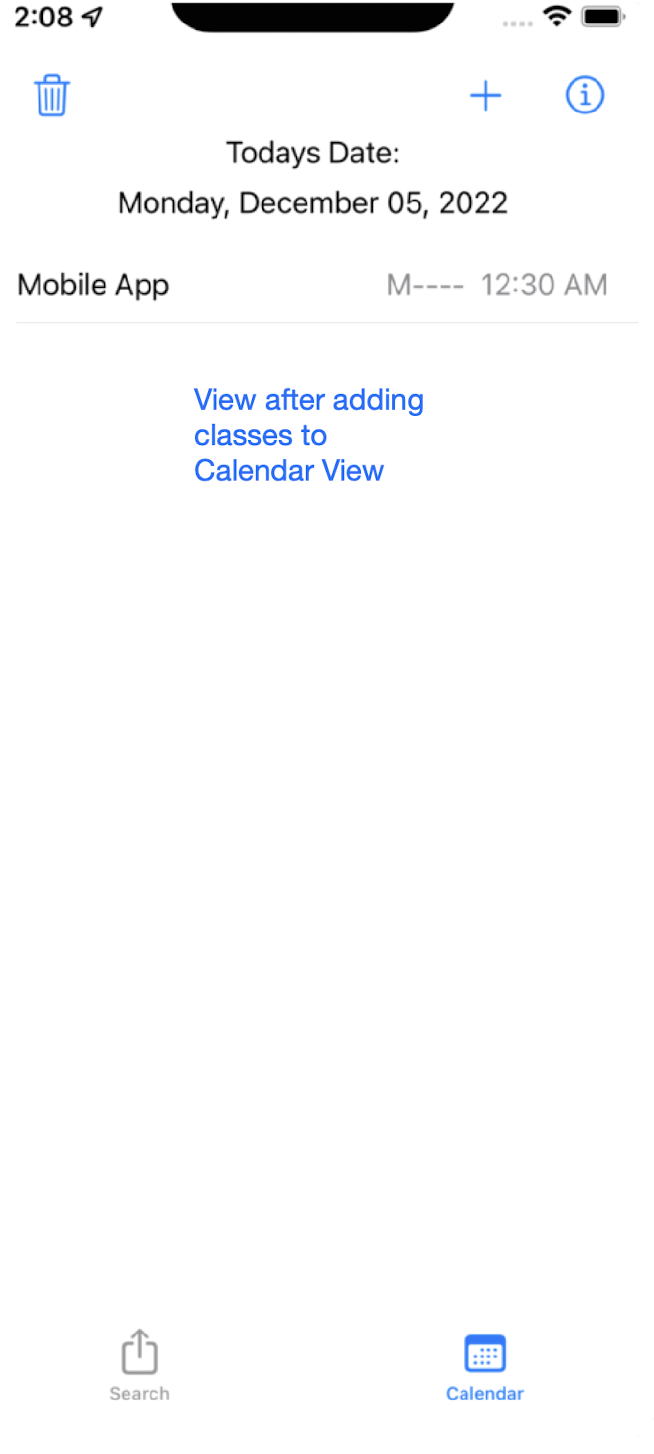 2:08
Todays Date:
Monday, December 05, 2022
Mobile App M---- 12:30 AM
View after adding
classes to
Calendar View
Search Calendar